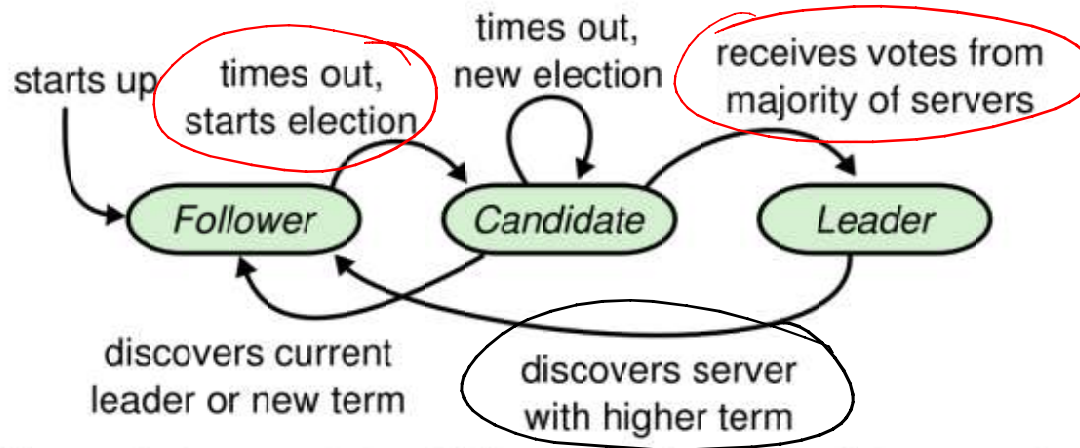 starts up
times out,
starts election
times out,
new election
receives votes from
majority of servers
Follower
Candidate
Leader
discovers current
leader or new term
discovers server
with higher term